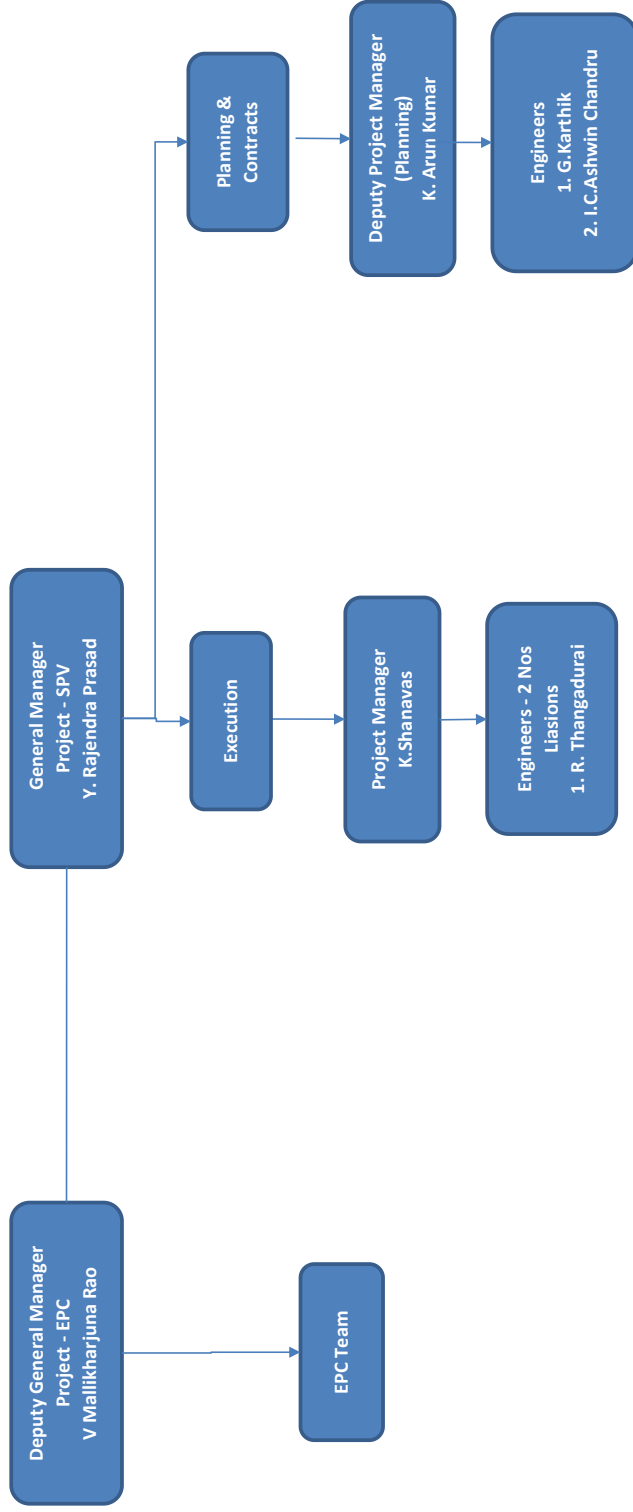 Deputy General Manager
Project - EPC
V Mallikharjuna Rao
General Manager
Project - SPV
Y. Rajendra Prasad
EPC Team
Execution
Planning &
Contracts
Project Manager
K.Shanavas
Deputy Project Manager
(Planning)
K. Arun Kumar
Engineers - 2 Nos
Liasions
1. R. Thangadurai
Engineers
1. G.Karthik
2. I.C.Ashwin Chandru